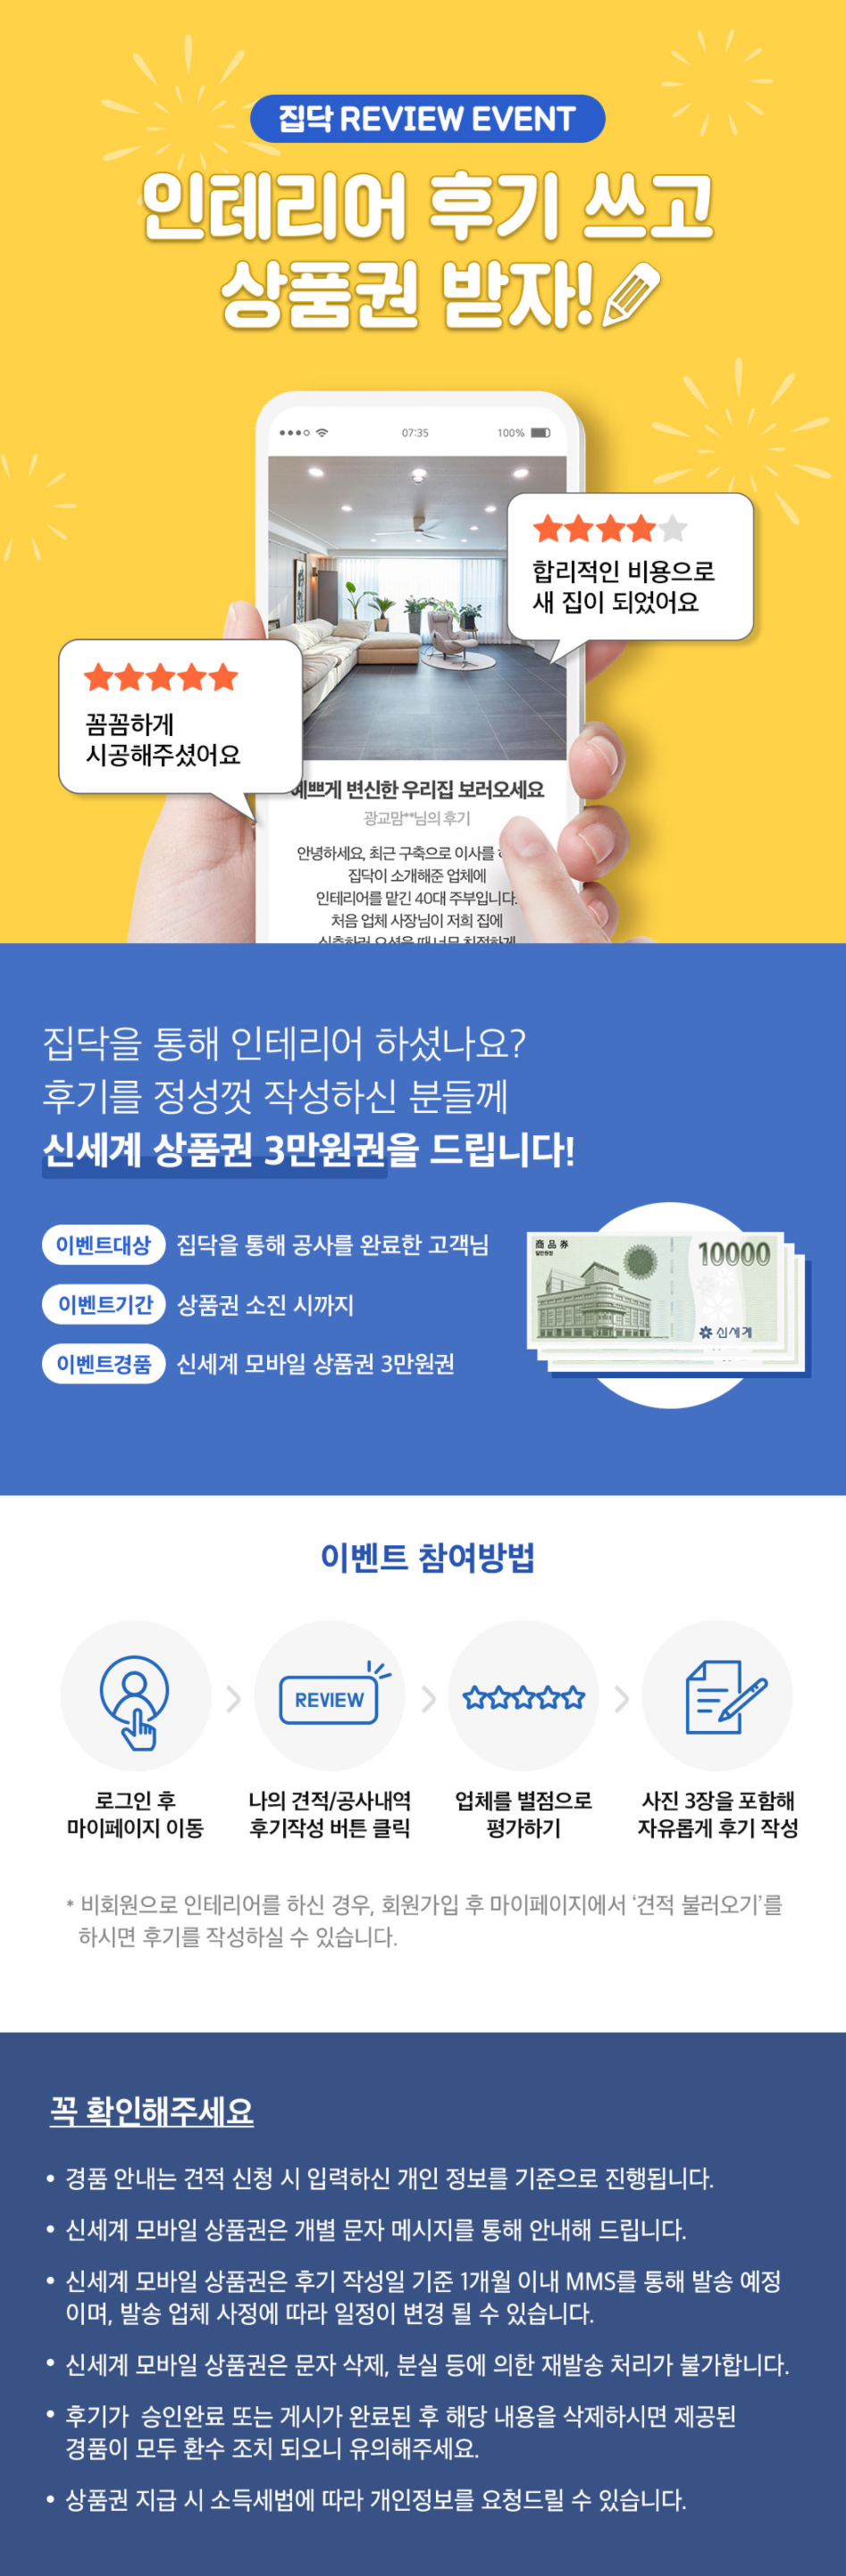 집닥 REVIEW EVENT
인테리어 후기 쓰고
상품권 받자!
07:35
100%
합리적인 비용으로
새 집이 되었어요
꼼꼼하게
시공해주셨어요
예쁘게 변신한 우리집 보러오세요
광교맘**님의 후기
안녕하세요, 최근 구축으로 이사를
집닥이 소개해준 업체에
인테리어를 맡긴 40대 주부입니다.
처음 업체 사장님이 저희 집에
실측하러 오셨을 때 너무 친절하게
집닥을 통해 인테리어 하셨나요?
후기를 정성껏 작성하신 분들께
신세계 상품권 3만원권을 드립니다!
이벤트대상 집닥을 통해 공사를 완료한 고객님
이벤트기간 상품권 소진 시까지
이벤트경품 신세계 모바일 상품권 3만원권
商品券
10000
신세계
이벤트 참여방법
REVIEW
로그인 후
마이페이지 이동
나의 견적/공사내역
후기작성 버튼 클릭
업체를 별점으로
평가하기
사진 3장을 포함해
자유롭게 후기 작성
* 비회원으로 인테리어를 하신 경우, 회원가입 후 마이페이지에서 ‘견적 불러오기’를
하시면 후기를 작성하실 수 있습니다.
꼭 확인해주세요
• 경품 안내는 견적 신청 시 입력하신 개인 정보를 기준으로 진행됩니다.
• 신세계 모바일 상품권은 개별 문자 메시지를 통해 안내해 드립니다.
• 신세계 모바일 상품권은 후기 작성일 기준 1개월 이내 MMS를 통해 발송 예정
이며, 발송 업체 사정에 따라 일정이 변경 될 수 있습니다.
• 신세계 모바일 상품권은 문자 삭제, 분실 등에 의한 재발송 처리가 불가합니다.
• 후기가 승인완료 또는 게시가 완료된 후 해당 내용을 삭제하시면 제공된
경품이 모두 환수 조치 되오니 유의해주세요.
• 상품권 지급 시 소득세법에 따라 개인정보를 요청드릴 수 있습니다.